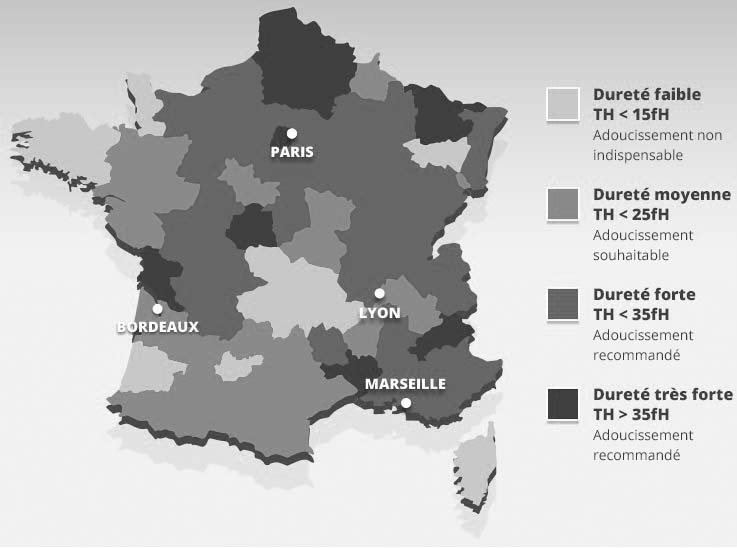 PARIS
LYON
BORDEAUX
MARSEILLE
Dureté faible
TH < 15fH
Adoucissement non
indispensable
Dureté moyenne
TH < 25fH
Adoucissement
souhaitable
Dureté forte
TH < 35fH
Adoucissement
recommandé
Dureté très forte
TH > 35fH
Adoucissement
recommandé